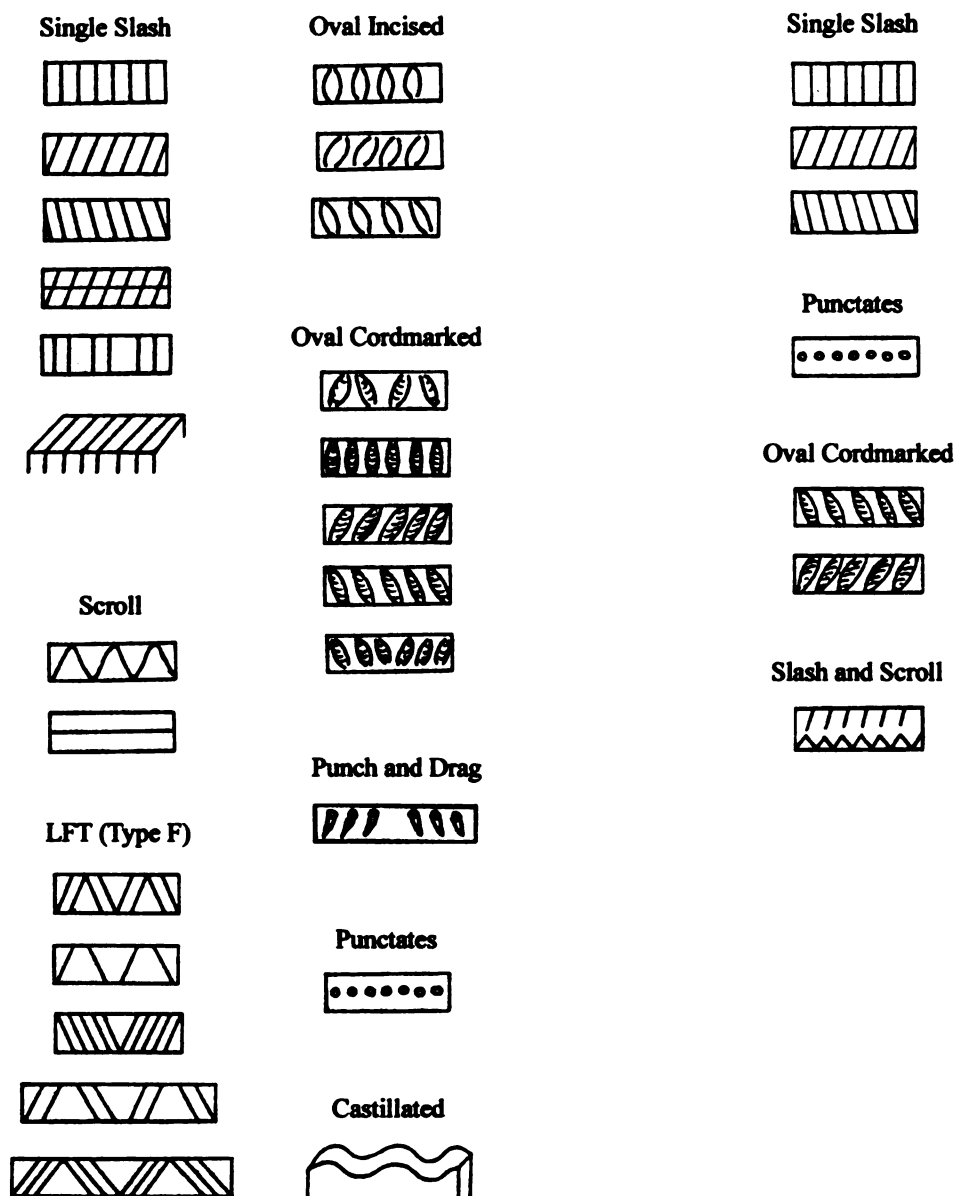 Single Slash
Scroll
LFT (Type F)
Oval Incised
Oval Cordmarked
Punch and Drag
Punctates
Castillated
Single Slash
Punctates
Oval Cordmarked
Slash and Scroll